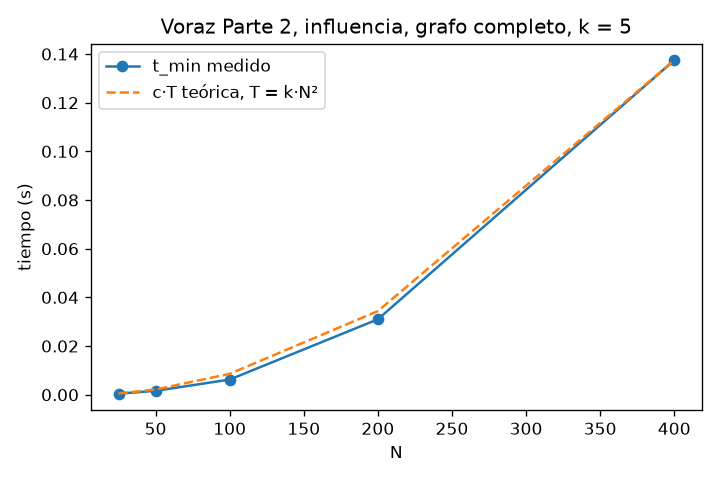 Voraz Parte 2, influencia, grafo completo, k = 5
t_min medido
c·T teórica, T = k·N²
tiempo (s)
0.14
0.12
0.10
0.08
0.06
0.04
0.02
0.00
50 100 150 200 250 300 350 400
N